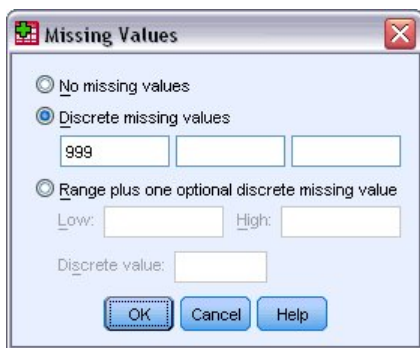 Missing Values
No missing values
Discrete missing values
999
Range plus one optional discrete missing value
Low: High:
Discrete value:
OK Cancel Help